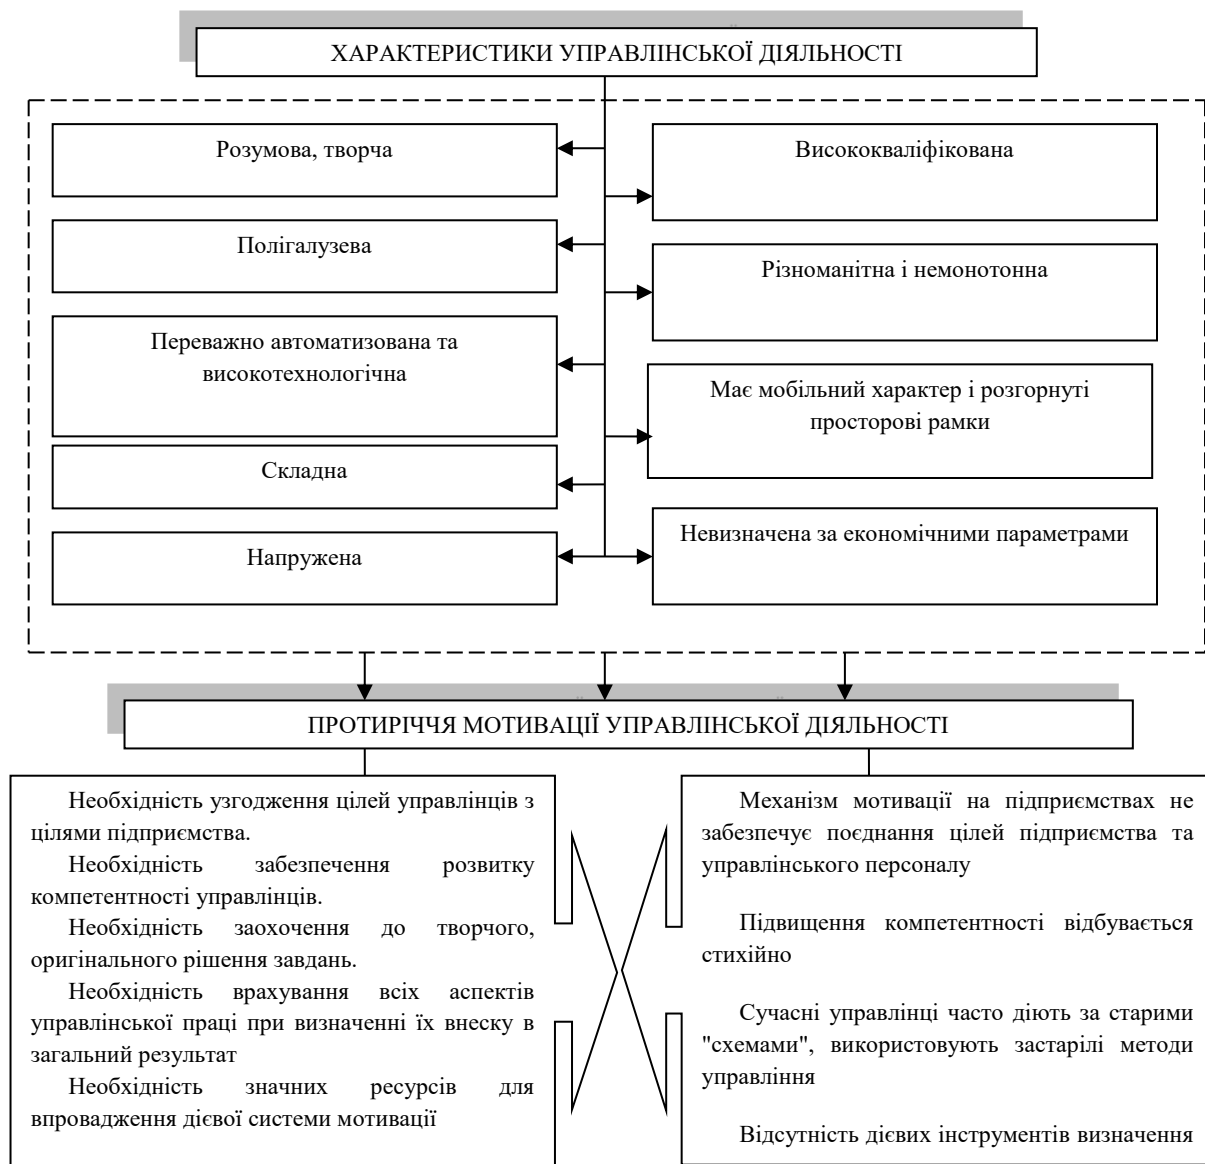 ХАРАКТЕРИСТИКИ УПРАВЛІНСЬКОЇ ДІЯЛЬНОСТІ
Розумова, творча
Висококваліфікована
Полігалузева
Різноманітна і немонотонна
Переважно автоматизована та
високотехнологічна
Має мобільний характер і розгорнуті
просторові рамки
Складна
Напружена
Невизначена за економічними параметрами
ПРОТИРІЧЧЯ МОТИВАЦІЇ УПРАВЛІНСЬКОЇ ДІЯЛЬНОСТІ
Необхідність узгодження цілей управлінців з
цілями підприємства.
Необхідність забезпечення розвитку
компетентності управлінців.
Необхідність заохочення до творчого,
оригінального рішення завдань.
Необхідність врахування всіх аспектів
управлінської праці при визначенні їх внеску в
загальний результат
Необхідність значних ресурсів для
впровадження дієвої системи мотивації
Механізм мотивації на підприємствах не
забезпечує поєднання цілей підприємства та
управлінського персоналу
Підвищення компетентності відбувається
стихійно
Сучасні управлінці часто діють за старими
"схемами", використовують застарілі методи
управління
Відсутність дієвих інструментів визначення